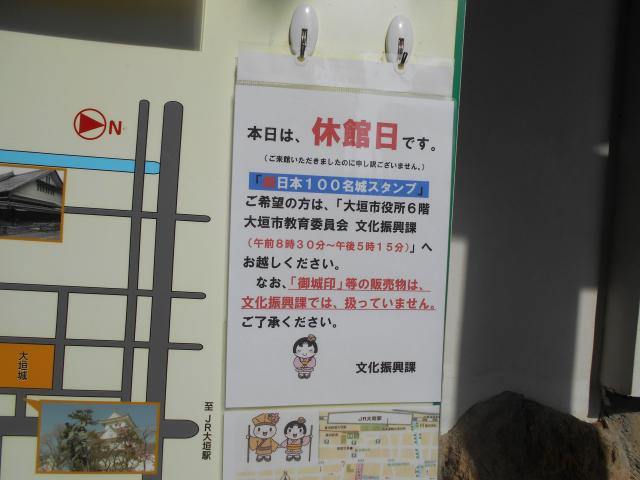 本日は、休館日です。
（ご来館いただきましたのに申し訳ございません。）
「続日本１００名城スタンプ」
ご希望の方は、「大垣市役所６階
大垣市教育委員会 文化振興課
（午前８時３０分～午後５時１５分）」へ
お越しください。
なお、「御城印」等の販売物は、
文化振興課では、扱っていません。
ご了承ください。
文化振興課
N
大垣城
至 JR大垣駅
JR大垣駅